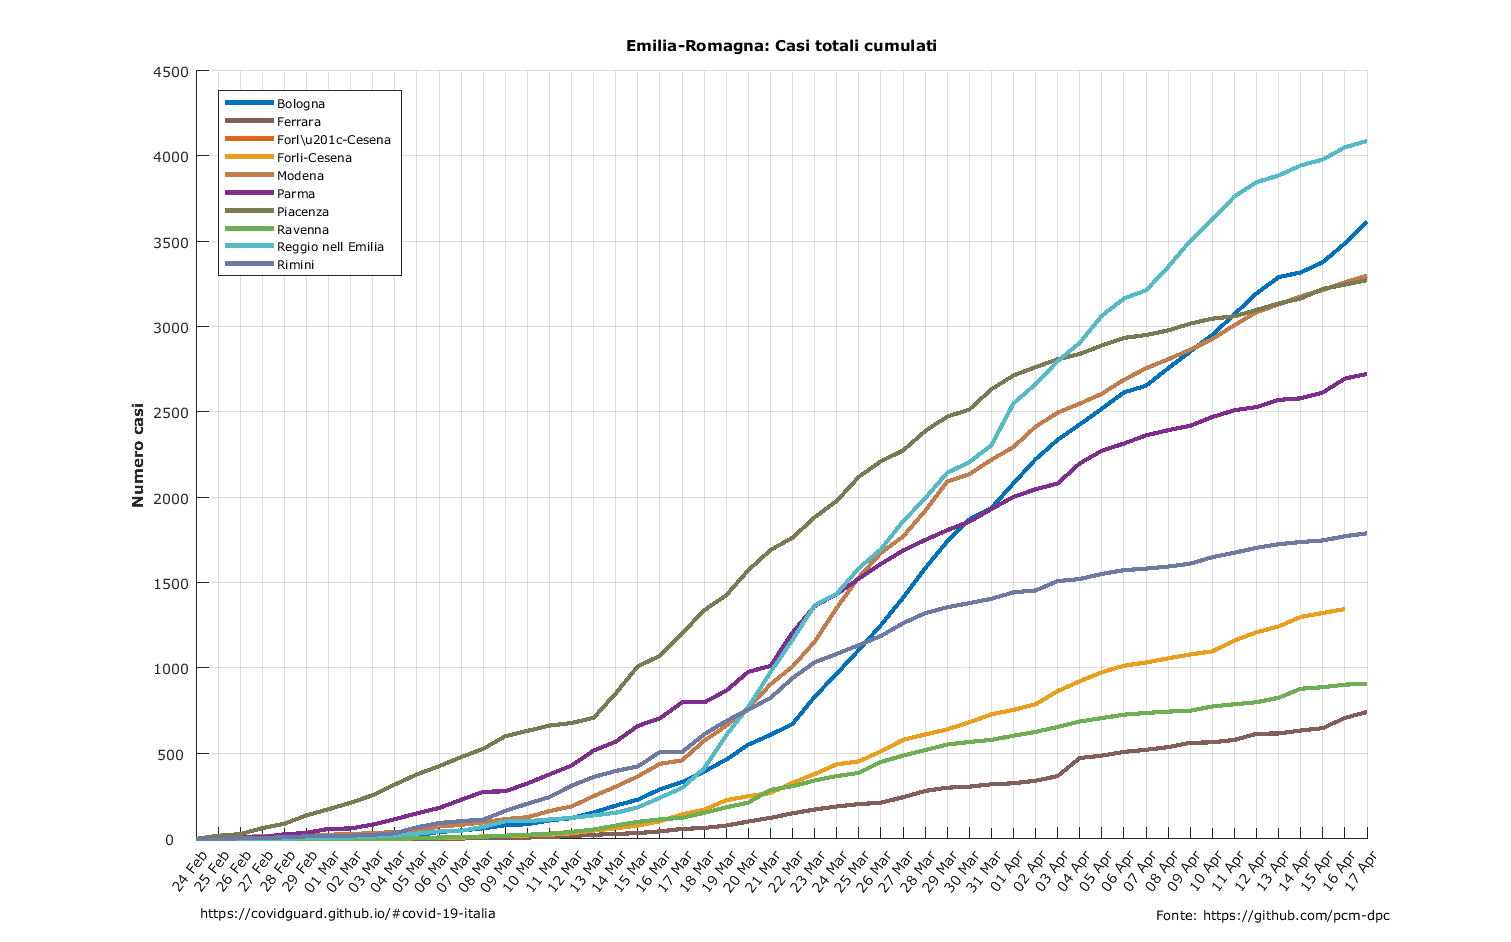 Emilia-Romagna: Casi totali cumulati
4500
4000
3500
3000
2500
2000
1500
1000
500
0
Numero casi
Bologna
Ferrara
Forl\u201c-Cesena
Forlì-Cesena
Modena
Parma
Piacenza
Ravenna
Reggio nell Emilia
Rimini
24 Feb
25 Feb
26 Feb
27 Feb
28 Feb
29 Feb
01 Mar
02 Mar
03 Mar
04 Mar
05 Mar
06 Mar
07 Mar
08 Mar
09 Mar
10 Mar
11 Mar
12 Mar
13 Mar
14 Mar
15 Mar
16 Mar
17 Mar
18 Mar
19 Mar
20 Mar
21 Mar
22 Mar
23 Mar
24 Mar
25 Mar
26 Mar
27 Mar
28 Mar
29 Mar
30 Mar
31 Mar
01 Apr
02 Apr
03 Apr
04 Apr
05 Apr
06 Apr
07 Apr
08 Apr
09 Apr
10 Apr
11 Apr
12 Apr
13 Apr
14 Apr
15 Apr
16 Apr
17 Apr
https://covidguard.github.io/#covid-19-italia
Fonte: https://github.com/pcm-dpc